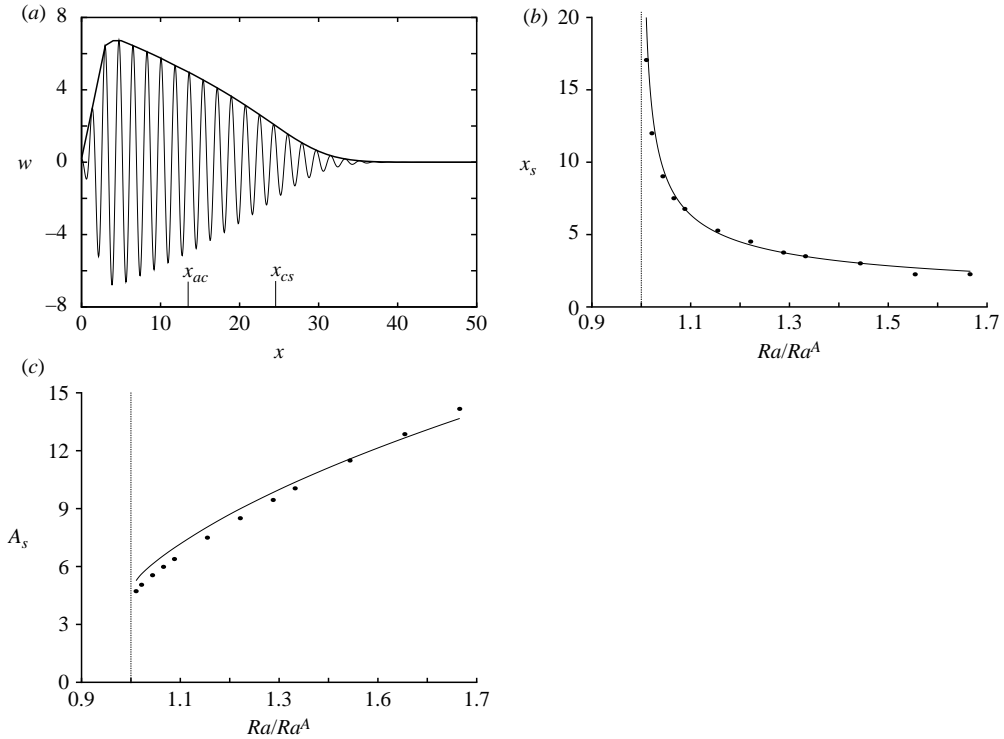 (a)
8
4
w
0
−4
x_ac x_cs
−8
0 10 20 30 40 50
x
(b)
20
15
x_s
10
5
0
0.9 1.1 1.3 1.5 1.7
Ra/Ra^A
(c)
15
12
9
A_s
6
3
0
0.9 1.1 1.3 1.6 1.7
Ra/Ra^A